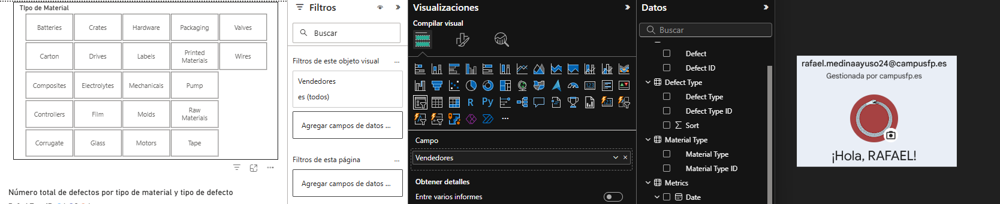 TIpo de Material
Batteries
Crates
Hardware
Packaging
Valves
Carton
Drives
Labels
Printed
Materials
Wires
Composites
Electrolytes
Mechanicals
Pump
Controllers
Film
Molds
Raw
Materials
Corrugate
Glass
Motors
Tape
Número total de defectos por tipo de material y tipo de defecto
Filtros
Buscar
Filtros de este objeto visual
...
Vendedores
es (todos)
Agregar campos de datos ...
Filtros de esta página
...
Agregar campos de datos ...
Visualizaciones
Compilar visual
123
R
Py
123
...
Campo
Vendedores
Obtener detalles
Entre varios informes
Datos
Buscar
Defect
Defect ID
Defect Type
Defect Type
Defect Type ID
Sort
Material Type
Material Type
Material Type ID
Metrics
Date
rafael.medinaayuso24@campusfp.es
Gestionada por campusfp.es
¡Hola, RAFAEL!